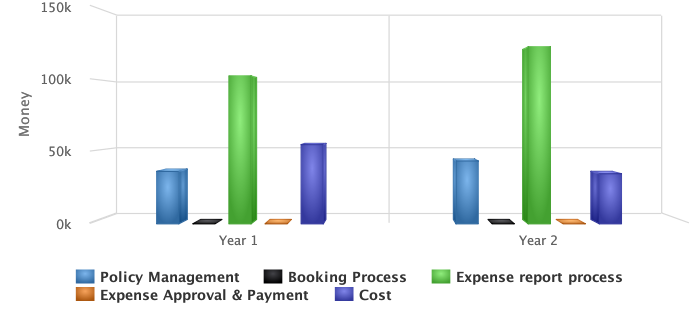 150k
100k
50k
0k
Money
Year 1
Year 2
Policy Management
Booking Process
Expense report process
Expense Approval & Payment
Cost